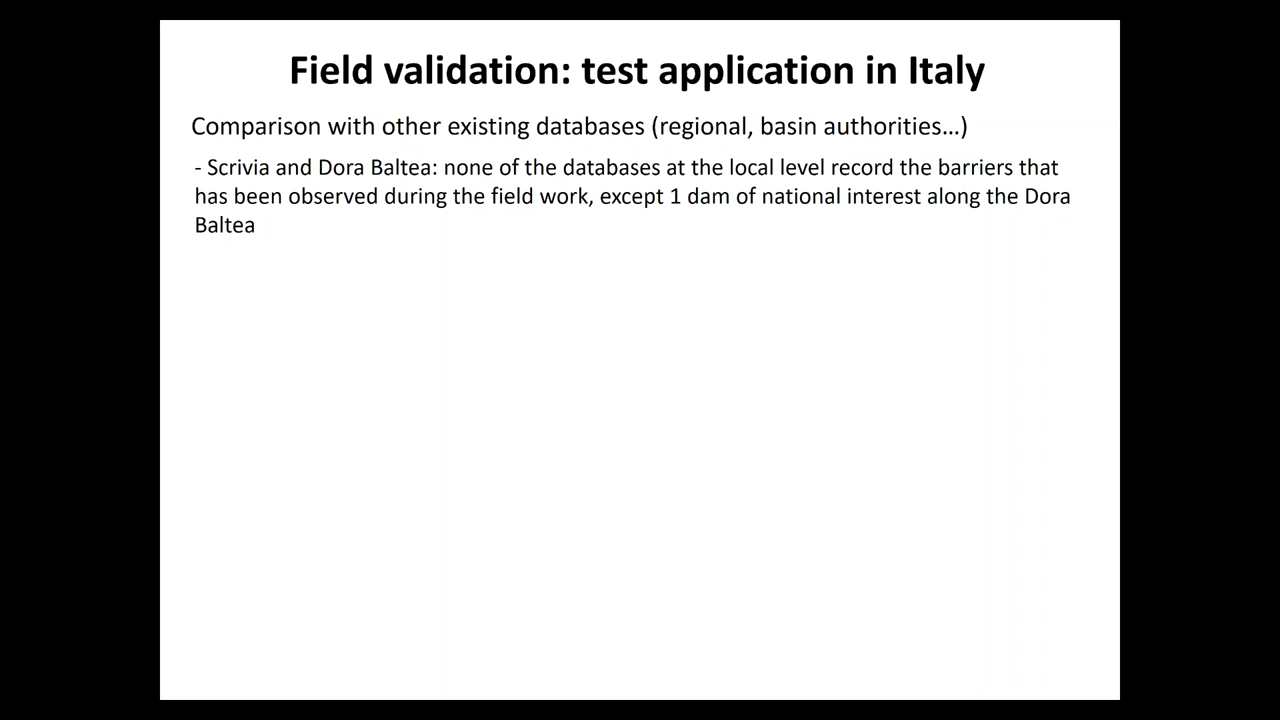 Field validation: test application in Italy
Comparison with other existing databases (regional, basin authorities…)
- Scrivia and Dora Baltea: none of the databases at the local level record the barriers that
has been observed during the field work, except 1 dam of national interest along the Dora
Baltea